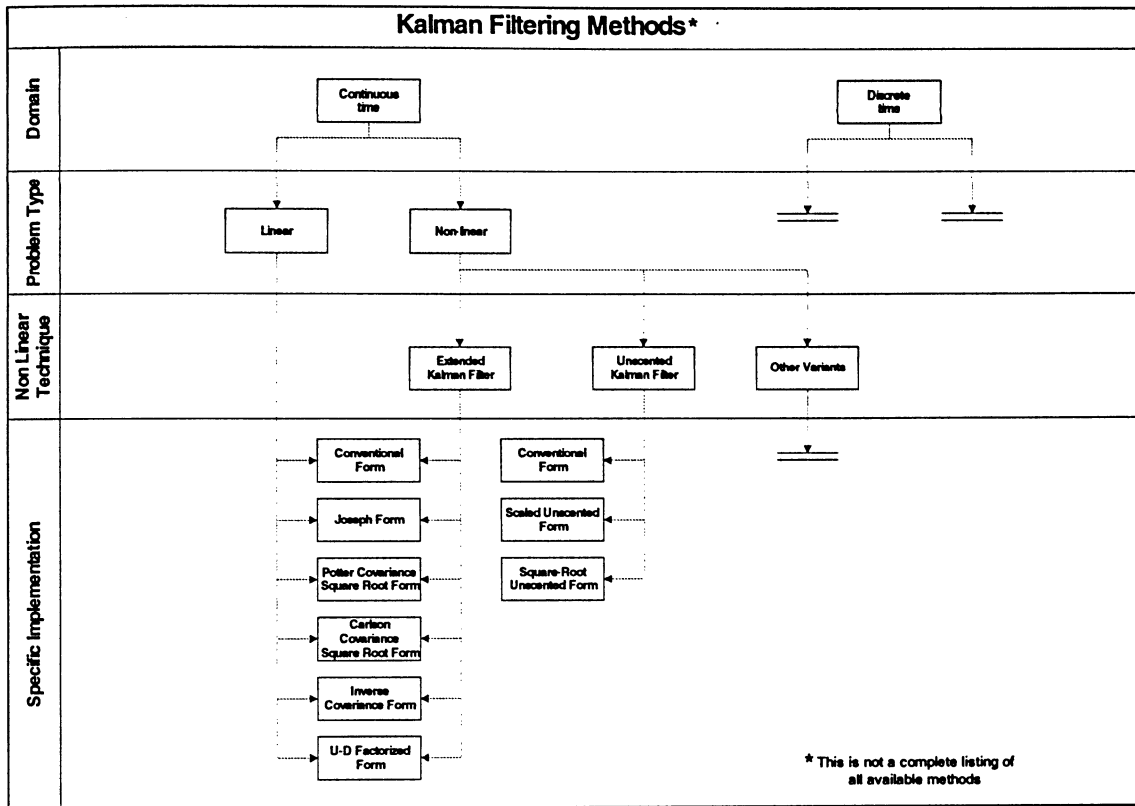 Kalman Filtering Methods*
Domain
Continuous
time
Discrete
time
Problem Type
Linear
Non-linear
Non Linear
Technique
Extended
Kalman Filter
Unscented
Kalman Filter
Other Variants
Specific Implementation
Conventional
Form
Conventional
Form
Joseph Form
Scaled Unscented
Form
Potter Covariance
Square Root Form
Square-Root
Unscented Form
Carlson
Covariance
Square Root Form
Inverse
Covariance Form
U-D Factorized
Form
* This is not a complete listing of
all available methods